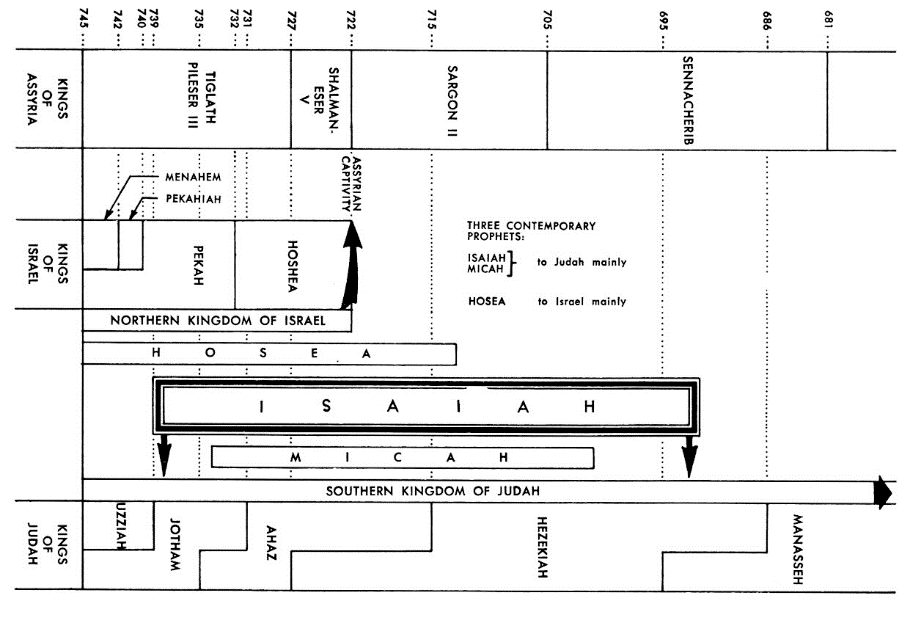 745
742
740
739
735
732
731
727
722
715
705
695
686
681
KINGS
OF
ASSYRIA
TIGLATH
PILESER III
SHALMAN-
ESER
V
SARGON II
SENNACHERIB
MENAHEM
PEKAHIAH
ASSYRIAN
CAPTIVITY
KINGS
OF
ISRAEL
PEKAH
HOSHEA
THREE CONTEMPORARY
PROPHETS:
ISAIAH
MICAH } to Judah mainly
HOSEA to Israel mainly
NORTHERN KINGDOM OF ISRAEL
HOSEA
ISAIAH
MICAH
SOUTHERN KINGDOM OF JUDAH
KINGS
OF
JUDAH
UZZIAH
JOTHAM
AHAZ
HEZEKIAH
MANASSEH